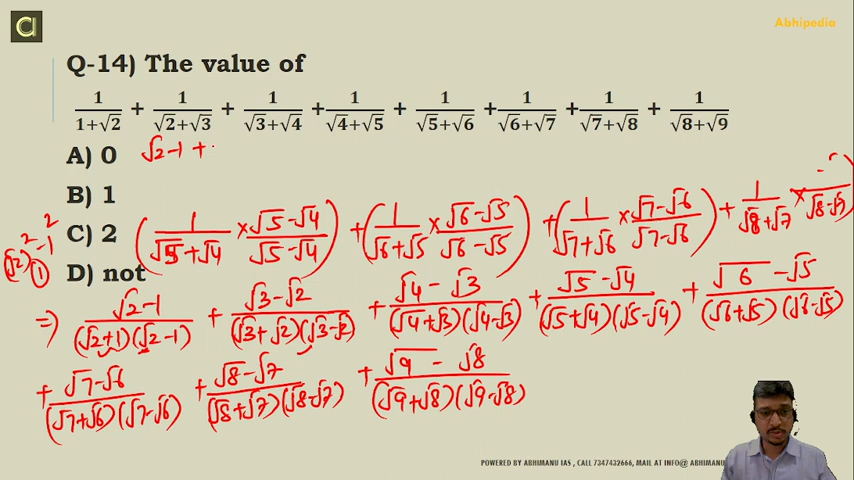 a
Abhipedia
Q-14) The value of
1/(1+√2) + 1/(√2+√3) + 1/(√3+√4) + 1/(√4+√5) + 1/(√5+√6) + 1/(√6+√7) + 1/(√7+√8) + 1/(√8+√9)
A) 0 √2-1 +
B) 1
C) 2 (1/(√5+√4) × (√5-√4)/(√5-√4)) + (1/(√6+√5) × (√6-√5)/(√6-√5)) + (1/(√7+√6) × (√7-√6)/(√7-√6)) + 1/(√8+√7) × /(√8-√7)
(√2)² -1²
1
D) not
⇒ (√2-1)/((√2+1)(√2-1)) + (√3-√2)/((√3+√2)(√3-√2)) + (√4-√3)/((√4+√3)(√4-√3)) + (√5-√4)/((√5+√4)(√5-√4)) + (√6-√5)/((√6+√5)(√6-√5))
+ (√7-√6)/((√7+√6)(√7-√6)) + (√8-√7)/((√8+√7)(√8-√7)) + (√9-√8)/((√9+√8)(√9-√8))
POWERED BY ABHIMANU IAS , CALL 7347432666, MAIL AT INFO@ ABHIMANU